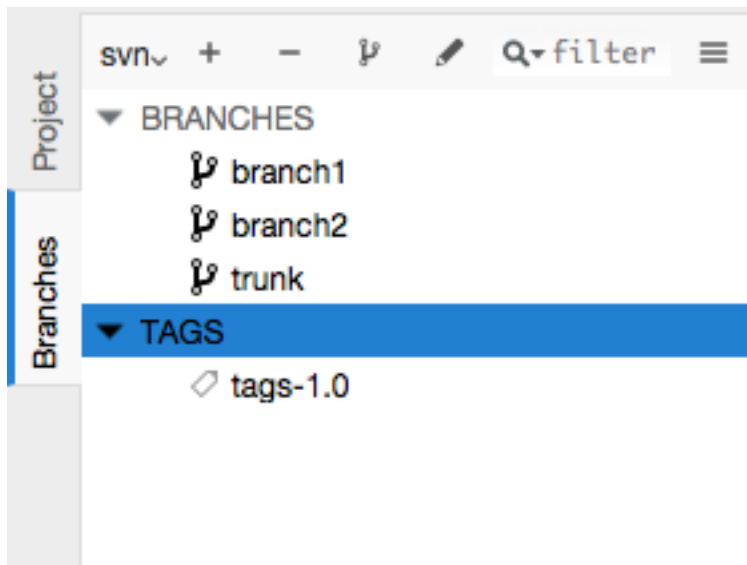 svn + - filter
Project
BRANCHES
branch1
branch2
trunk
Branches
TAGS
tags-1.0